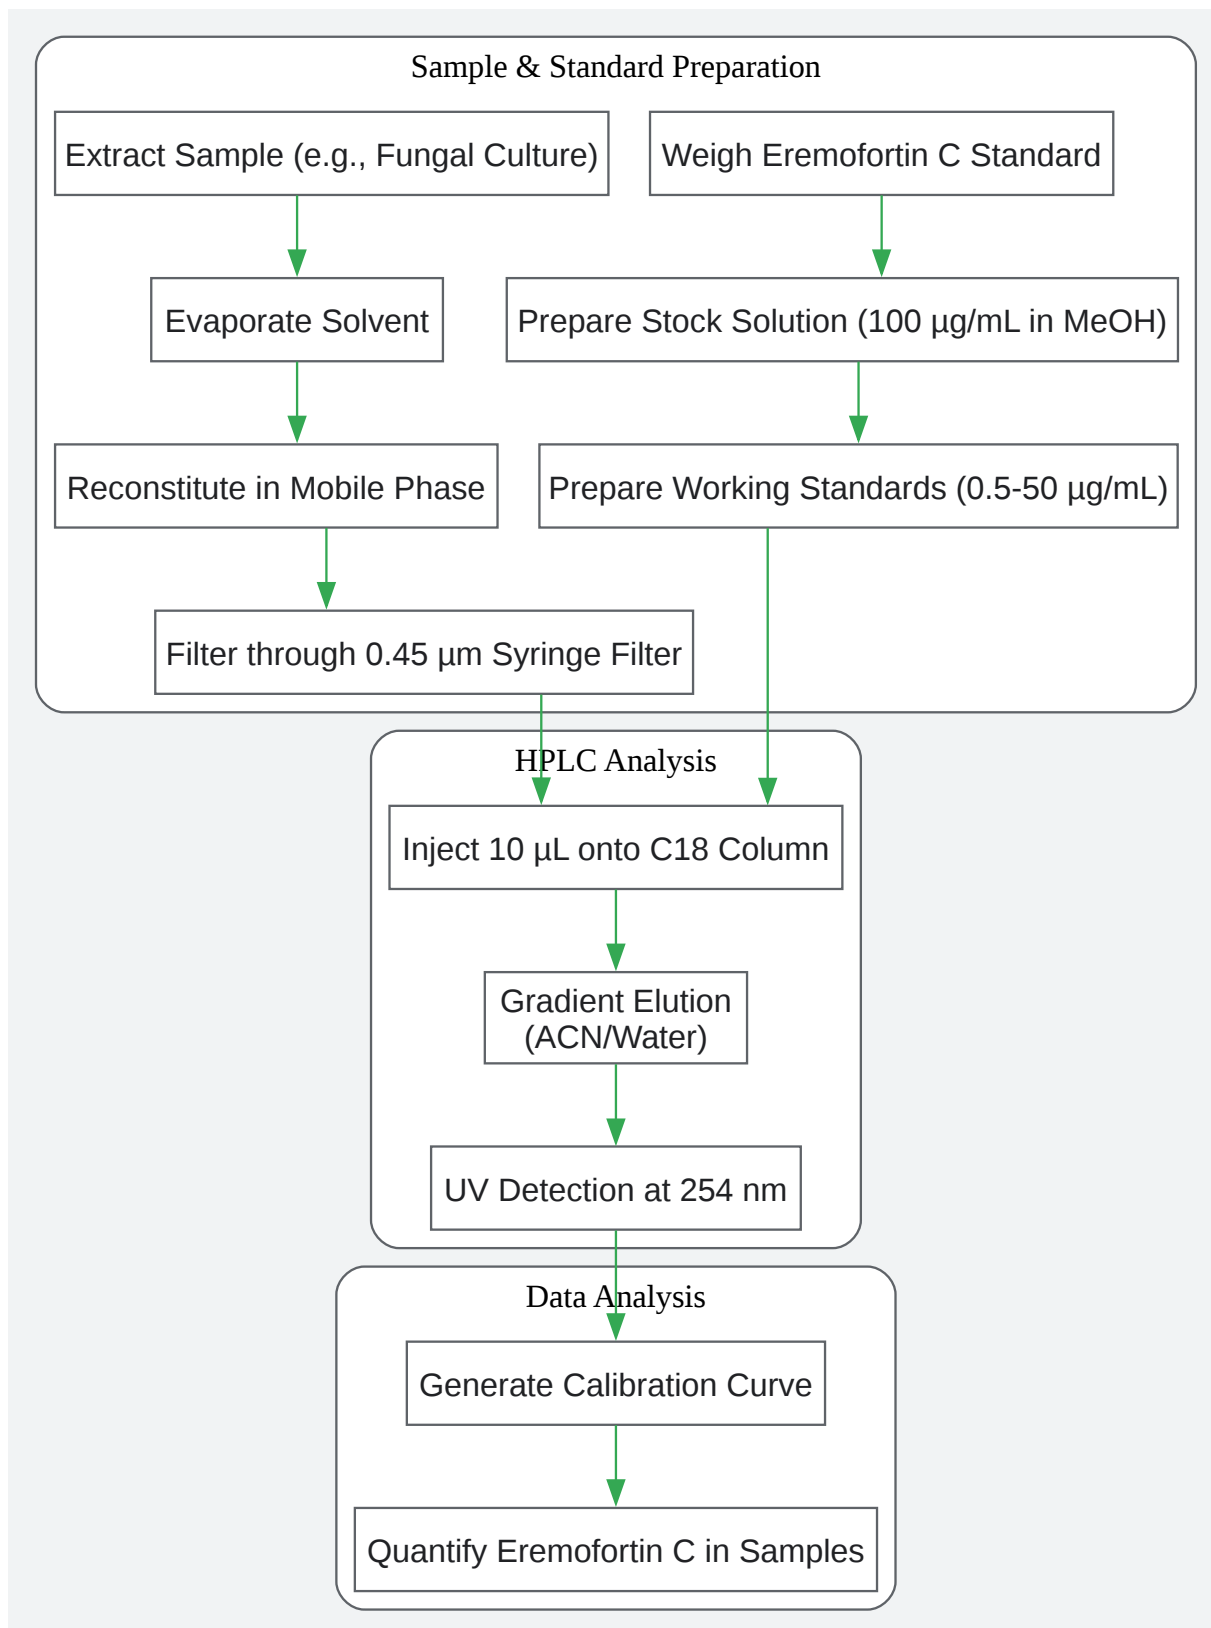 Sample & Standard Preparation
Extract Sample (e.g., Fungal Culture)
Weigh Eremofortin C Standard
Evaporate Solvent
Prepare Stock Solution (100 µg/mL in MeOH)
Reconstitute in Mobile Phase
Prepare Working Standards (0.5-50 µg/mL)
Filter through 0.45 µm Syringe Filter
HPLC Analysis
Inject 10 µL onto C18 Column
Gradient Elution
(ACN/Water)
UV Detection at 254 nm
Data Analysis
Generate Calibration Curve
Quantify Eremofortin C in Samples